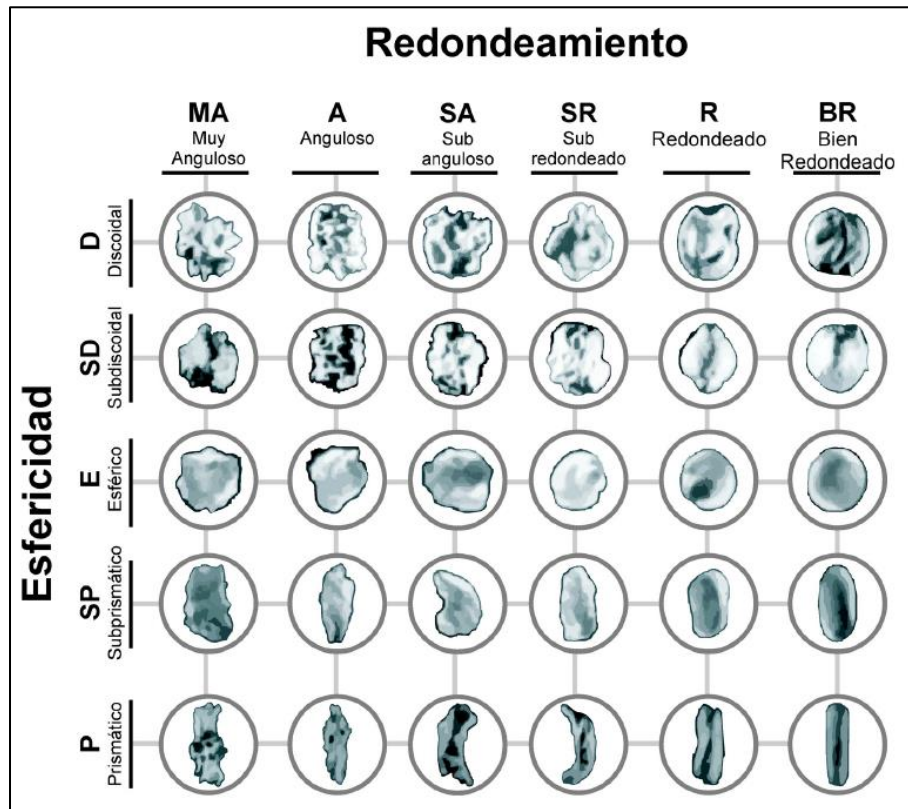 Redondeamiento
MA
Muy
Anguloso
A
Anguloso
SA
Sub
anguloso
SR
Sub
redondeado
R
Redondeado
BR
Bien
Redondeado
Esfericidad
D
Discoidal
SD
Subdiscoidal
E
Esférico
SP
Subprismático
P
Prismático